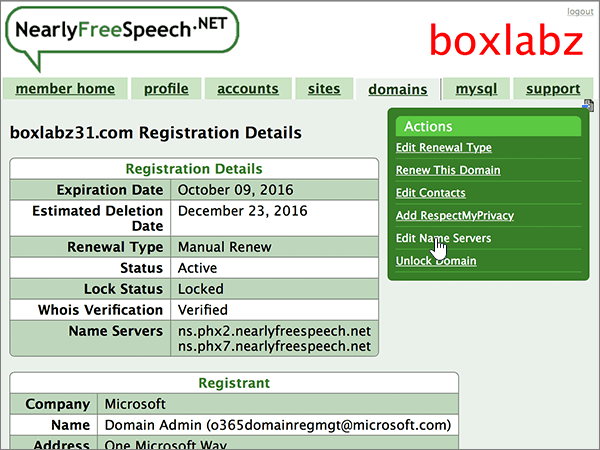 logout
NearlyFreeSpeech.NET
boxlabz
member home profile accounts sites domains mysql support
boxlabz31.com Registration Details
Registration Details
Expiration Date October 09, 2016
Estimated Deletion Date December 23, 2016
Renewal Type Manual Renew
Status Active
Lock Status Locked
Whois Verification Verified
Name Servers ns.phx2.nearlyfreespeech.net
ns.phx7.nearlyfreespeech.net
Actions
Edit Renewal Type
Renew This Domain
Edit Contacts
Add RespectMyPrivacy
Edit Name Servers
Unlock Domain
Registrant
Company Microsoft
Name Domain Admin (o365domainregmgt@microsoft.com)
Address One Microsoft Way